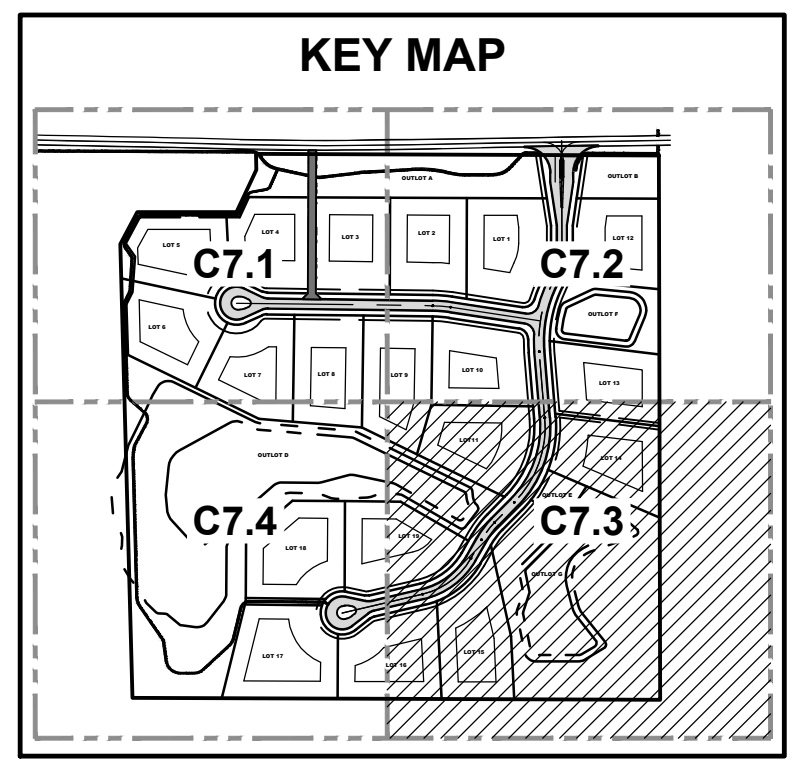 KEY MAP
OUTLOT A
OUTLOT B
LOT 5
LOT 4
LOT 3
LOT 2
LOT 1
LOT 12
C7.1
C7.2
LOT 6
OUTLOT F
LOT 7
LOT 8
LOT 9
LOT 10
LOT 13
LOT11
OUTLOT D
LOT 14
OUTLOT E
C7.4
C7.3
LOT 18
LOT 19
OUTLOT G
LOT 17
LOT 16
LOT 15